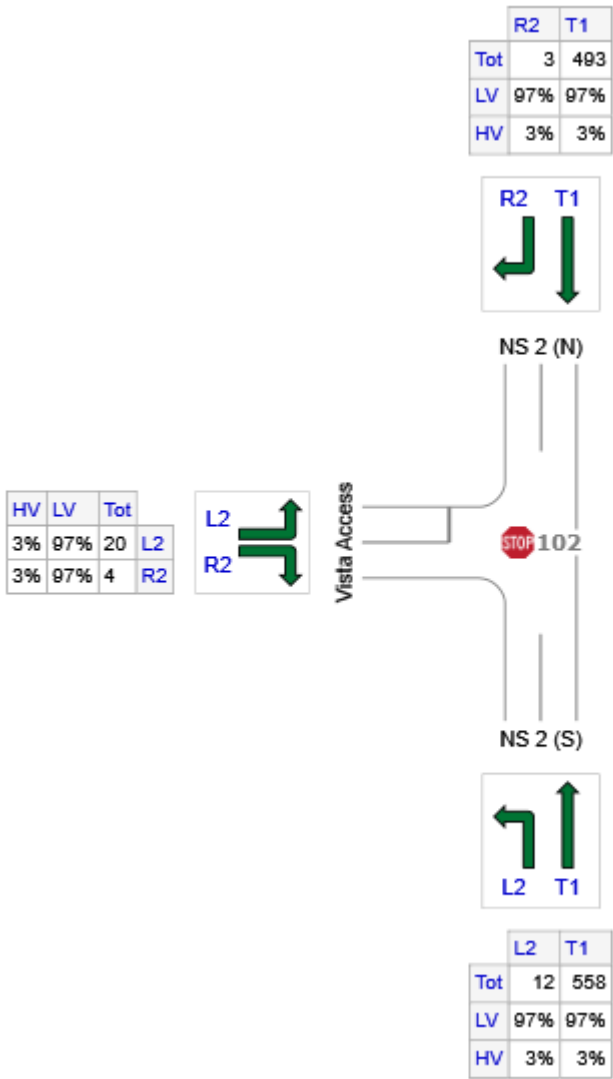 R2 T1
Tot 3 493
LV 97% 97%
HV 3% 3%
R2 T1
NS 2 (N)
HV LV Tot
3% 97% 20 L2
3% 97% 4 R2
L2
R2
Vista Access
STOP 102
NS 2 (S)
L2 T1
L2 T1
Tot 12 558
LV 97% 97%
HV 3% 3%